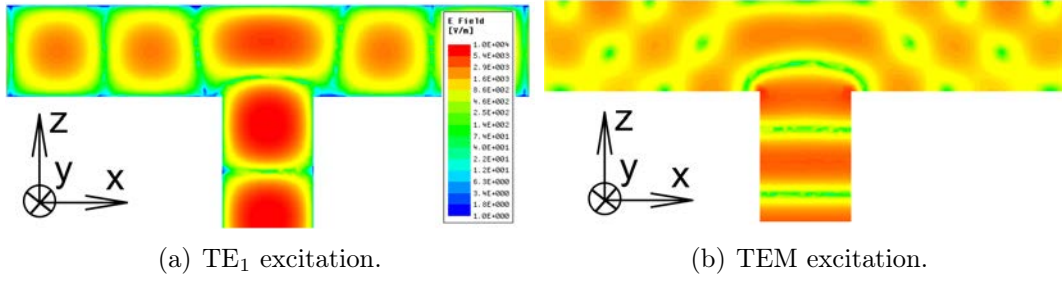 E Field
[V/m]
1.0E+004
5.4E+003
2.9E+003
1.6E+003
8.6E+002
4.6E+002
2.5E+002
1.4E+002
7.4E+001
4.0E+001
2.2E+001
1.2E+001
6.3E+000
3.4E+000
1.8E+000
1.0E+000
z
y
x
z
y
x
(a) TE₁ excitation.
(b) TEM excitation.